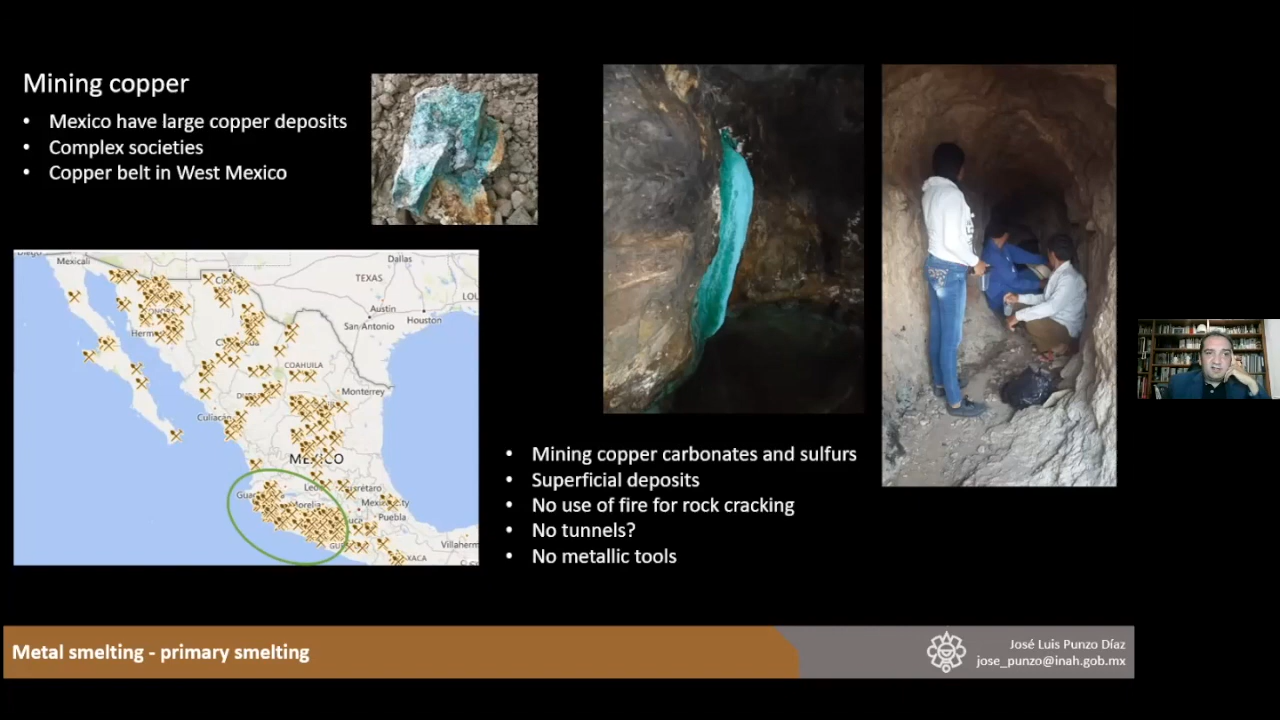 Mining copper
• Mexico have large copper deposits
• Complex societies
• Copper belt in West Mexico
Mexicali
Dallas
TEXAS
Austin
San Antonio
Houston
COAHUILA
Monterrey
Culiacán
MÉXICO
Morelia
Puebla
• Mining copper carbonates and sulfurs
• Superficial deposits
• No use of fire for rock cracking
• No tunnels?
• No metallic tools
Metal smelting - primary smelting
José Luis Punzo Díaz
jose_punzo@inah.gob.mx